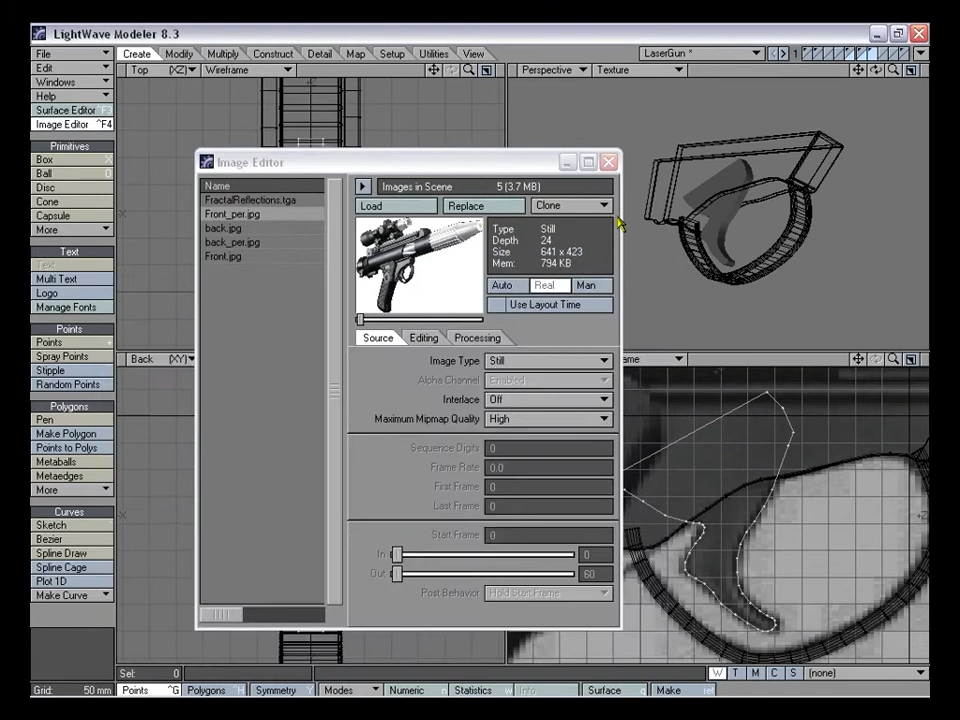 LightWave Modeler 8.3
File
Create
Modify
Multiply
Construct
Detail
Map
Setup
Utilities
View
LaserGun *
1
Edit
Top
(XZ)
Wireframe
Perspective
Texture
Windows
Help
Surface Editor F3
Image Editor ^F4
Primitives
Box X
Ball O
Disc
Cone
Capsule
More
Text
Text
Multi Text
Logo
Manage Fonts
Points
Points +
Spray Points
Stipple
Random Points
Polygons
Pen
Make Polygon
Points to Polys
Metaballs
Metaedges
More
Curves
Sketch
Bezier
Spline Draw
Spline Cage
Plot 1D
Make Curve
Image Editor
Name
FractalReflections.tga
Front_per.jpg
back.jpg
back_per.jpg
Front.jpg
Images in Scene 5 (3.7 MB)
Load
Replace
Clone
Type Still
Depth 24
Size 641 x 423
Mem: 794 KB
Auto
Real
Man
Use Layout Time
Source
Editing
Processing
Image Type Still
Alpha Channel Enabled
Interlace Off
Maximum Mipmap Quality High
Sequence Digits 0
Frame Rate 0.0
First Frame 0
Last Frame 0
Start Frame 0
In 0
Out 60
Post Behavior Hold Start Frame
Back
(XY)
ame
Sel: 0
W T M C S (none)
Grid: 50 mm
Points ^G
Polygons ^H
Symmetry Y
Modes
Numeric n
Statistics w
Info i
Surface q
Make